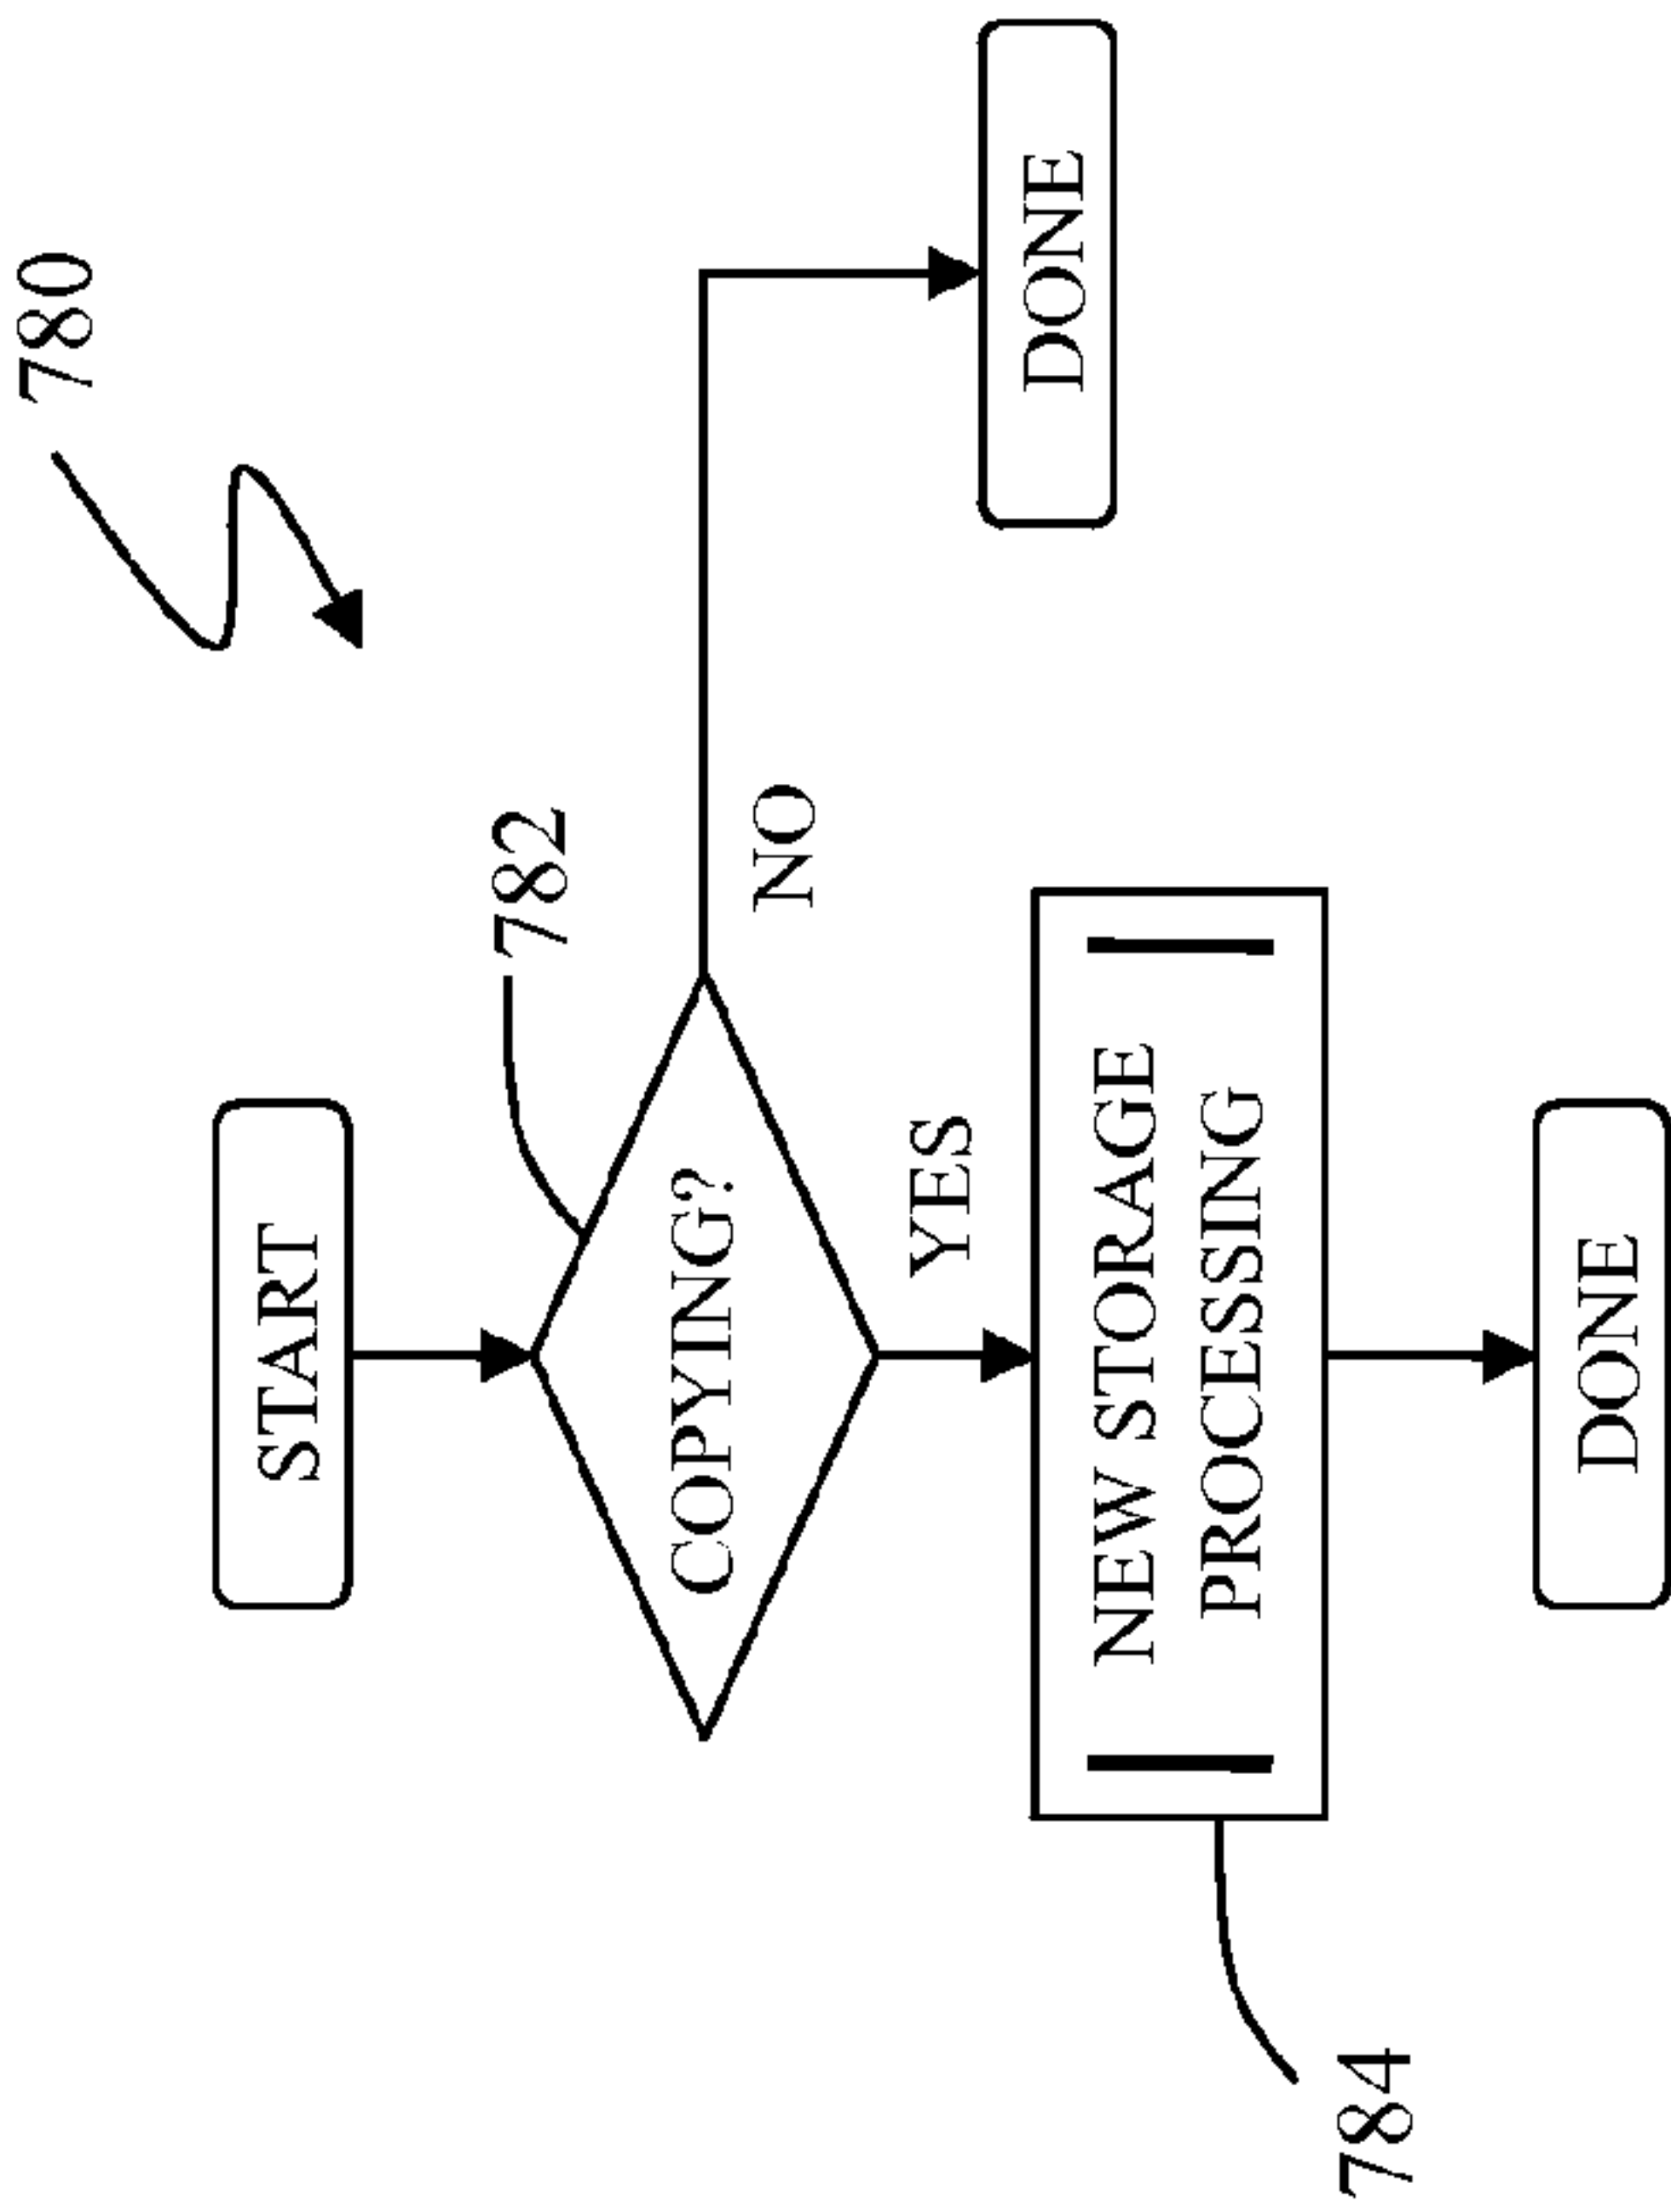 780
START
782
COPYING?
NO
YES
NEW STORAGE
PROCESSING
DONE
784
DONE